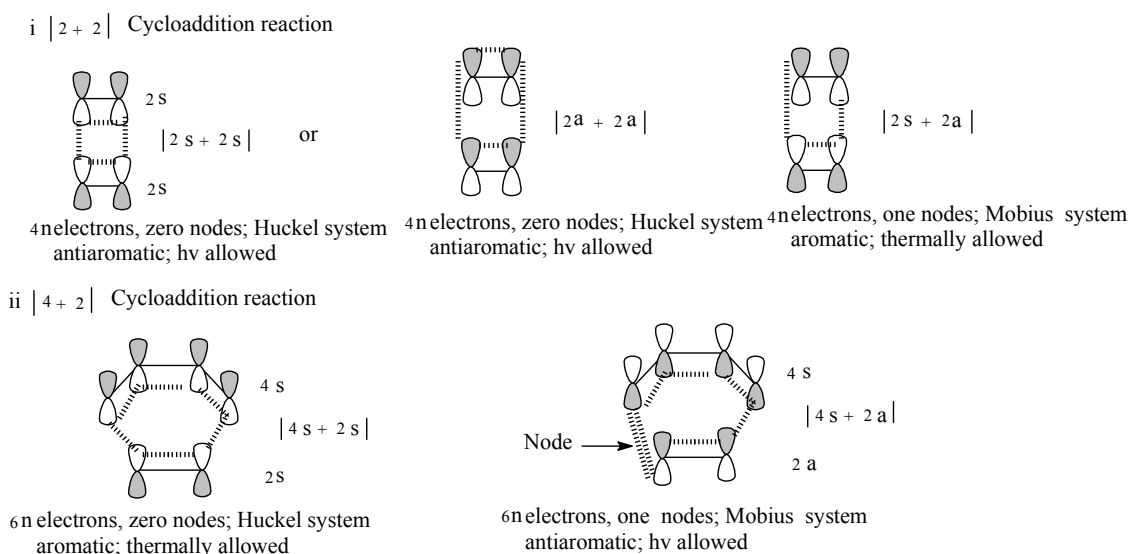 i |2 + 2| Cycloaddition reaction
2 s
|2 s + 2 s|
or
2s
4n electrons, zero nodes; Huckel system
antiaromatic; hv allowed
|2a + 2a|
4n electrons, zero nodes; Huckel system
antiaromatic; hv allowed
|2s + 2a|
4n electrons, one nodes; Mobius system
aromatic; thermally allowed
ii |4 + 2| Cycloaddition reaction
4 s
|4 s + 2 s|
2s
6n electrons, zero nodes; Huckel system
aromatic; thermally allowed
4 s
|4 s + 2 a|
Node
2 a
6n electrons, one nodes; Mobius system
antiaromatic; hv allowed